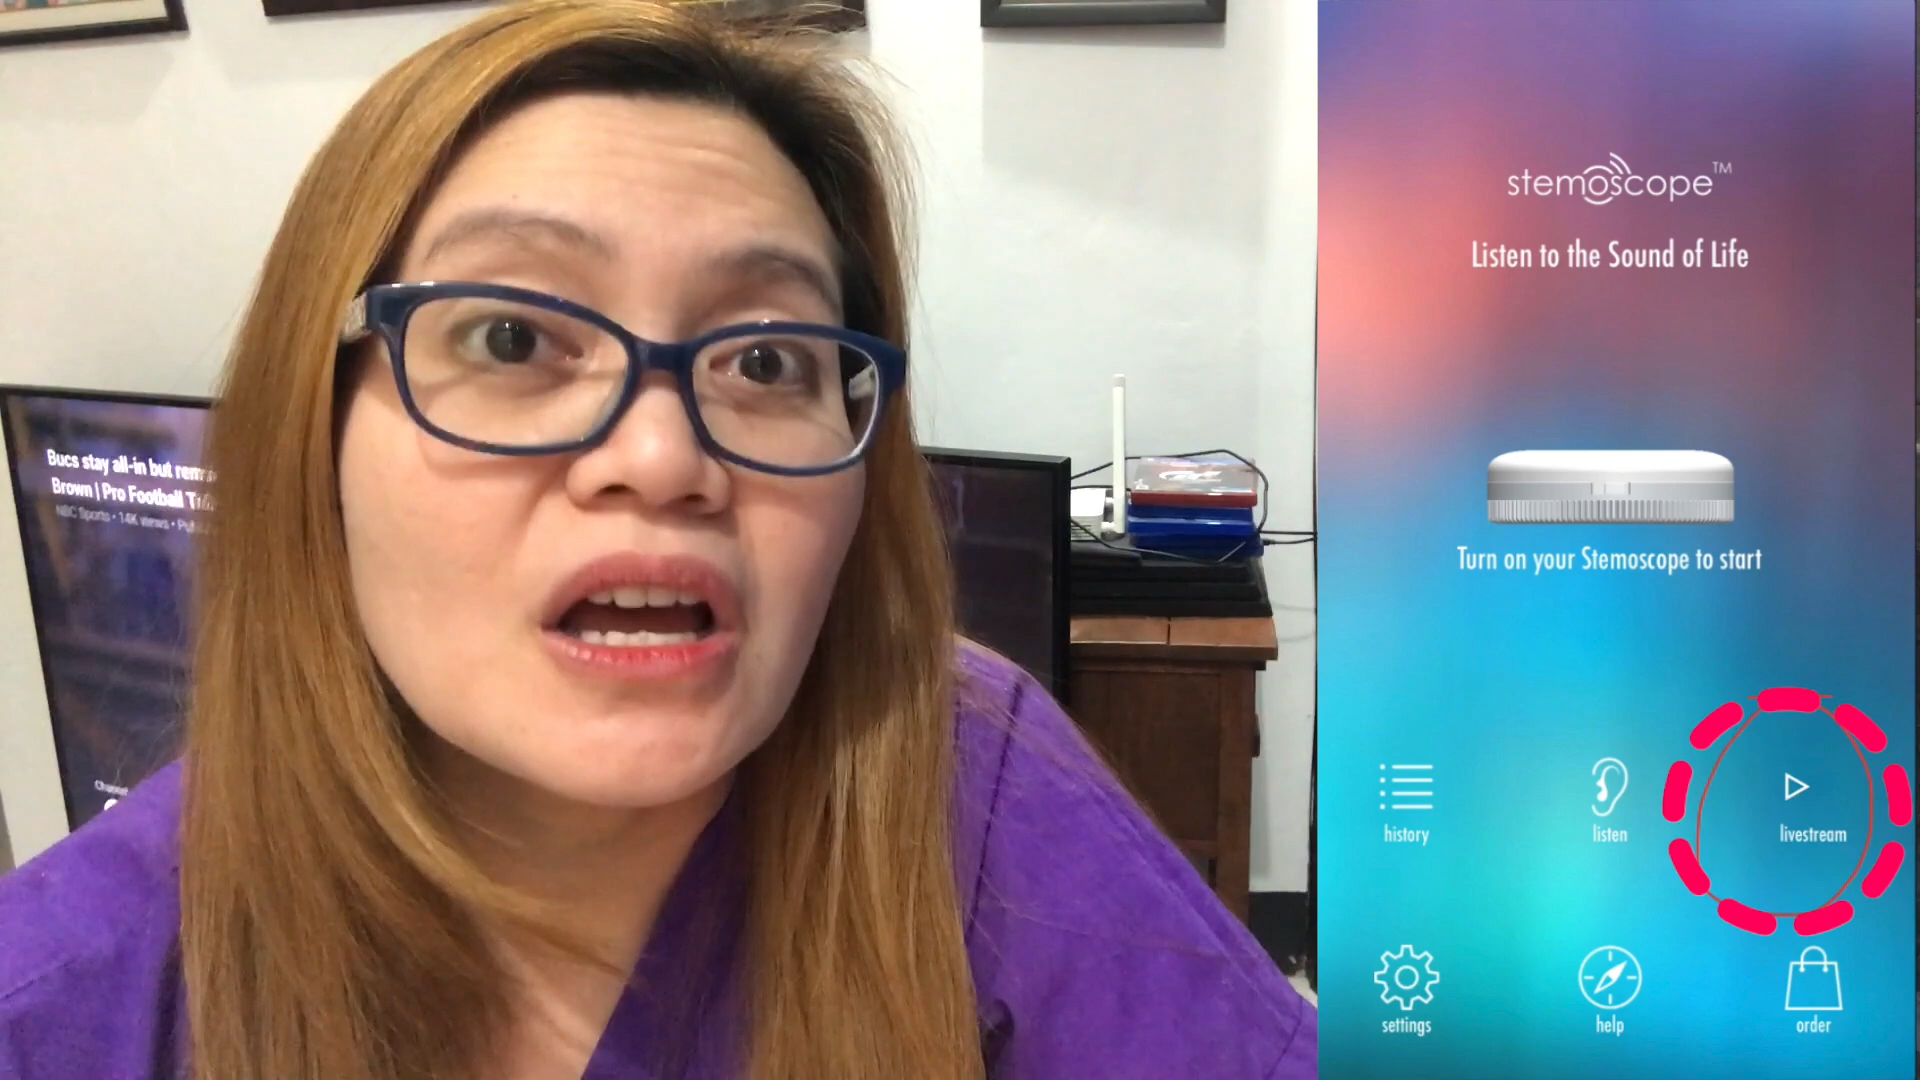 Bucs stay all-in but
Brown | Pro Football
NBC Sports • 14K views •
stemoscope™
Listen to the Sound of Life
Turn on your Stemoscope to start
history
listen
livestream
settings
help
order